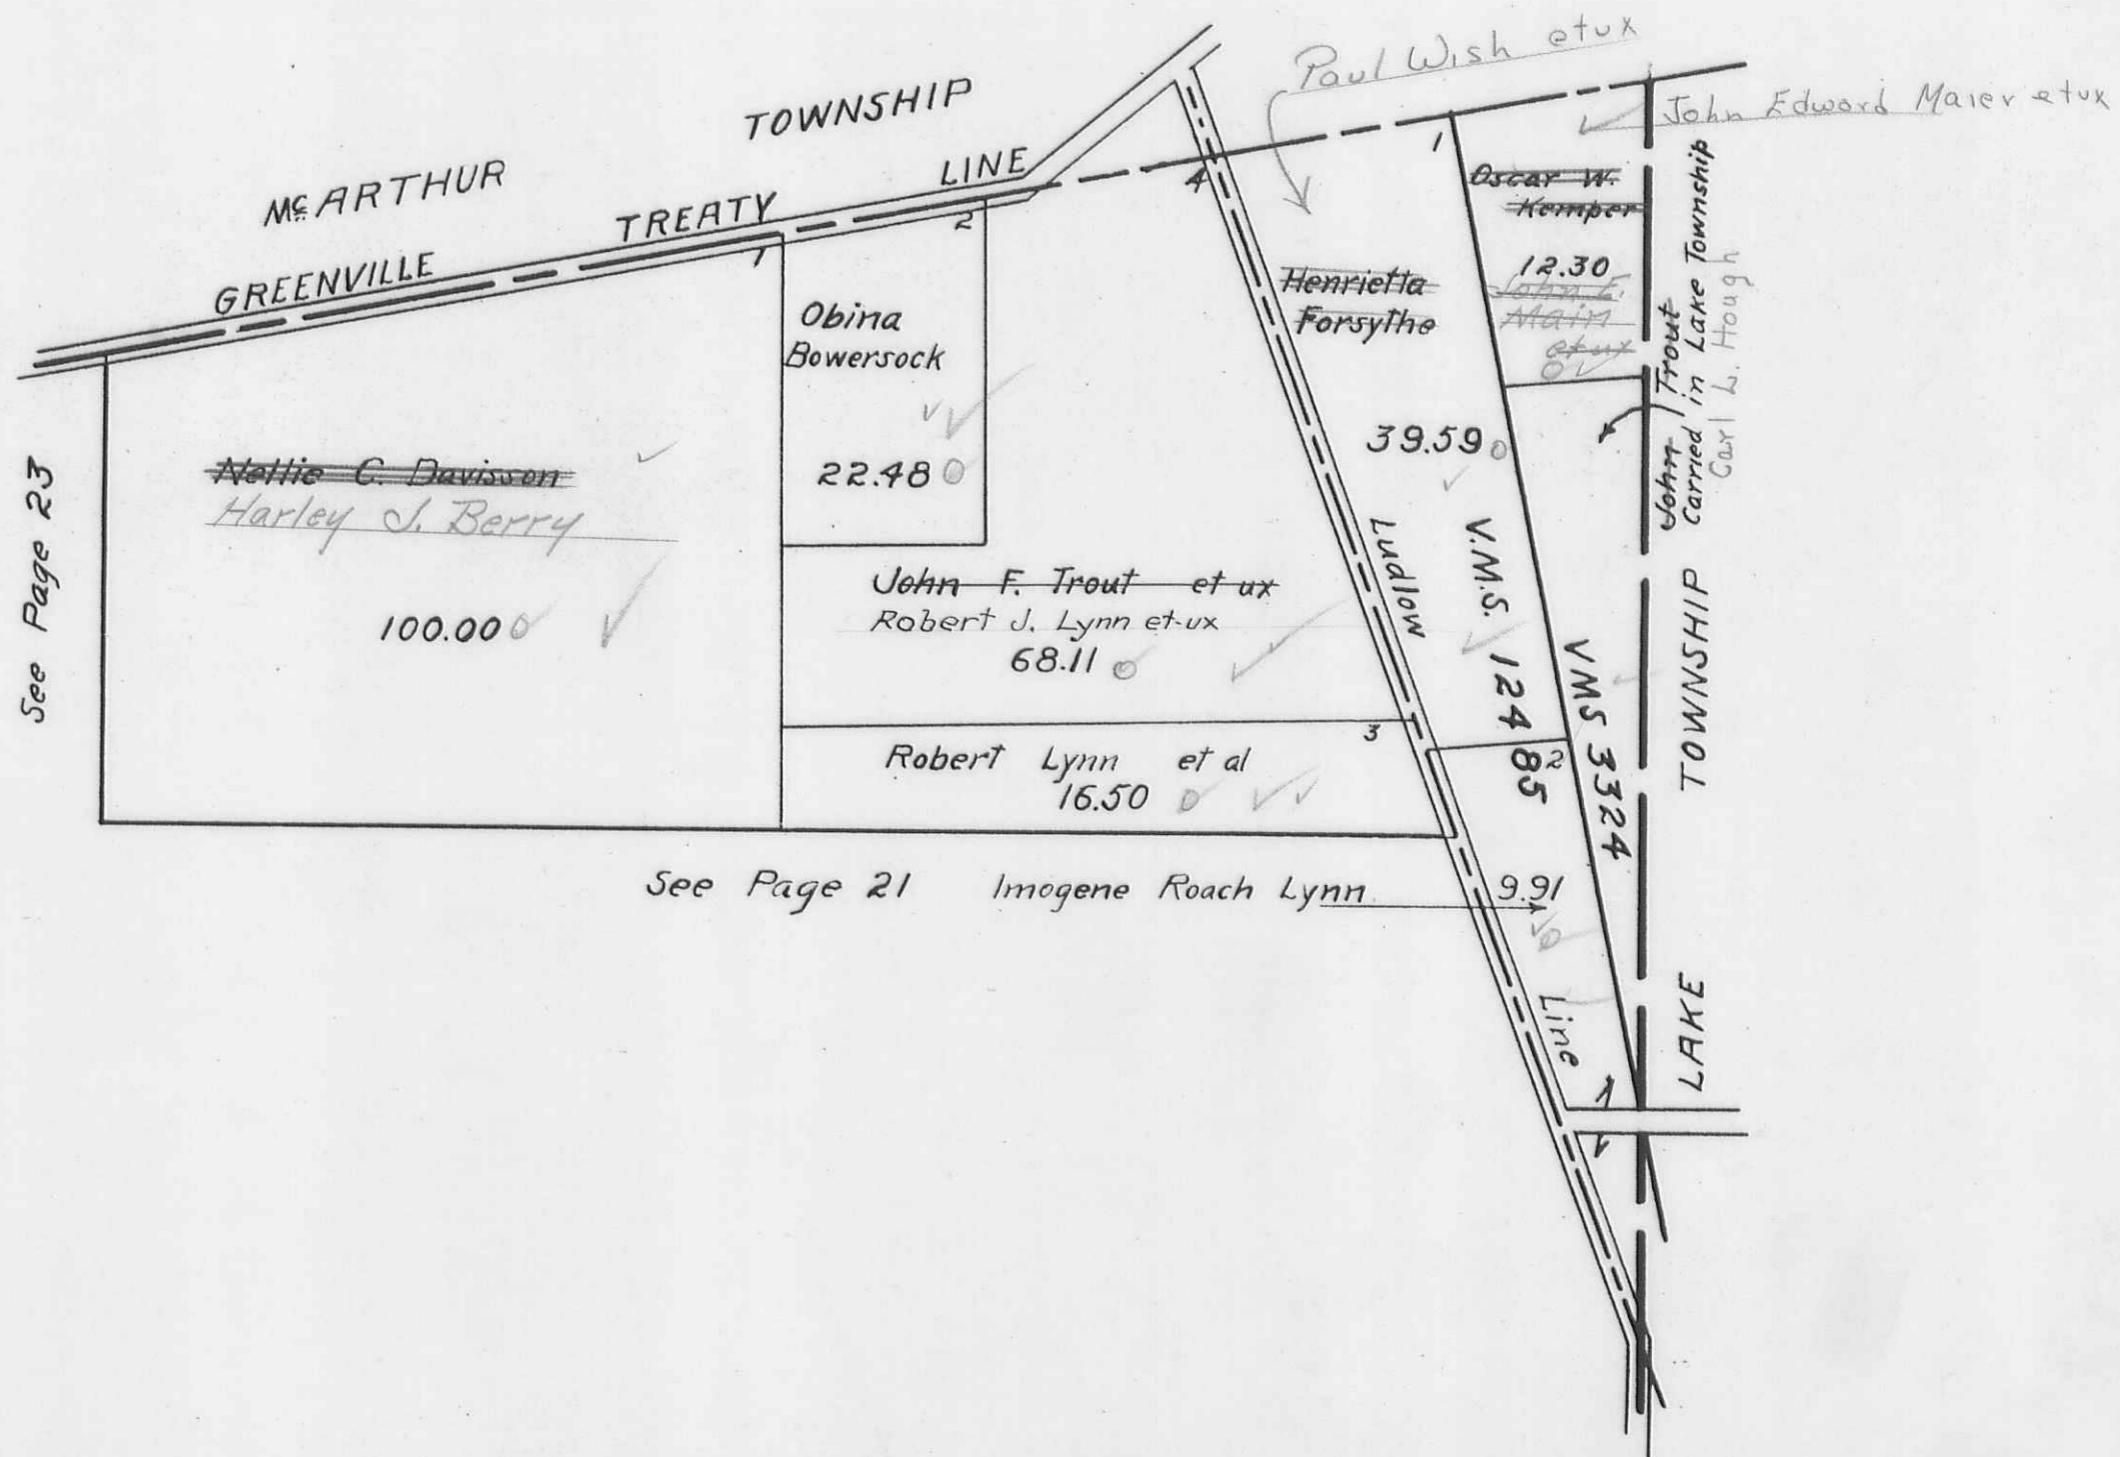 Paul Wish etux
John Edward Maier etux
McARTHUR TOWNSHIP
GREENVILLE TREATY LINE
1
2
4
1
Oscar W.
Kemper
12.30
John E.
Main
et ux
Henrietta
Forsythe
39.59
John Trout
Carried in Lake Township
Carl L. Hough
Obina
Bowersock
22.48
Nellie C. Davisson
Harley J. Berry
100.00
See Page 23
John F. Trout et ux
Robert J. Lynn et-ux
68.11
3
Robert Lynn et al
16.50
Ludlow Line
V.M.S. 12485
2
VMS 3324
LAKE TOWNSHIP
See Page 21
Imogene Roach Lynn
9.91